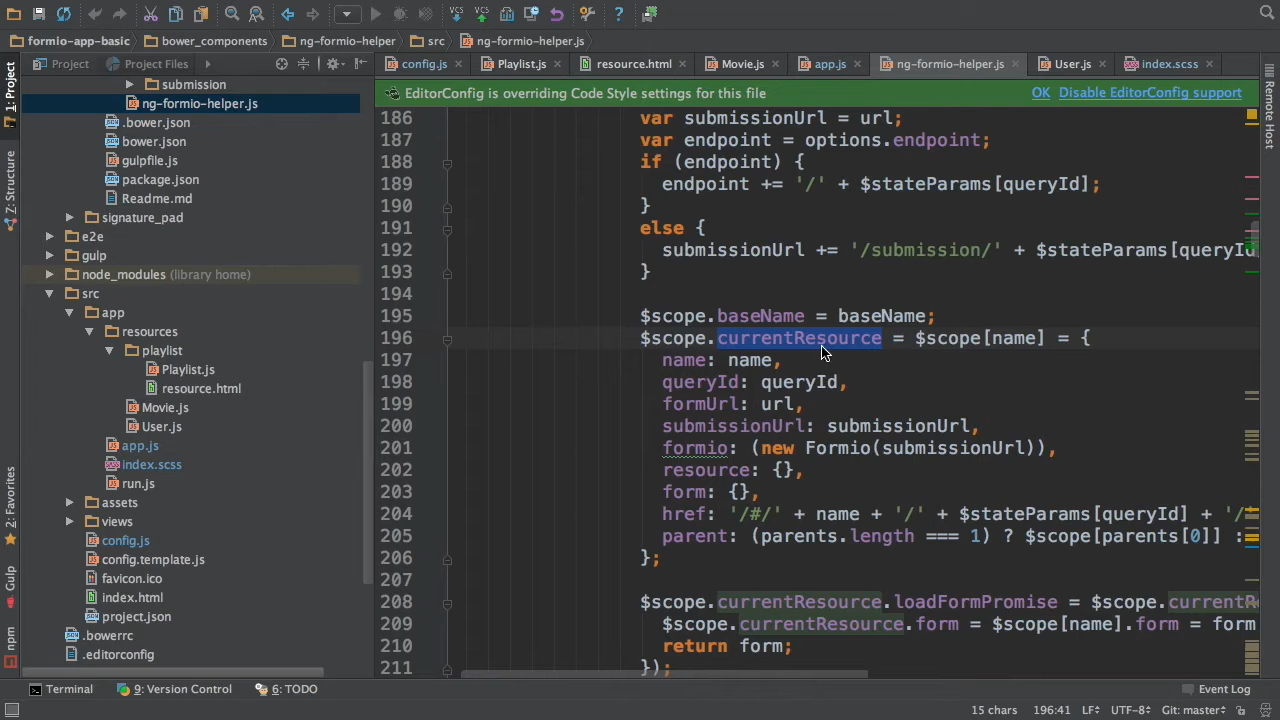 formio-app-basic bower_components ng-formio-helper src ng-formio-helper.js
Project Project Files
config.js Playlist.js resource.html Movie.js app.js ng-formio-helper.js User.js index.scss
EditorConfig is overriding Code Style settings for this file OK Disable EditorConfig support
1: Project
Z: Structure
2: Favorites
Gulp
npm
Remote Host
submission
ng-formio-helper.js
.bower.json
bower.json
gulpfile.js
package.json
Readme.md
signature_pad
e2e
gulp
node_modules (library home)
src
app
resources
playlist
Playlist.js
resource.html
Movie.js
User.js
app.js
index.scss
run.js
assets
views
config.js
config.template.js
favicon.ico
index.html
project.json
.bowerrc
.editorconfig
186 var submissionUrl = url;
187 var endpoint = options.endpoint;
188 if (endpoint) {
189 endpoint += '/' + $stateParams[queryId];
190 }
191 else {
192 submissionUrl += '/submission/' + $stateParams[queryId
193 }
194
195 $scope.baseName = baseName;
196 $scope.currentResource = $scope[name] = {
197 name: name,
198 queryId: queryId,
199 formUrl: url,
200 submissionUrl: submissionUrl,
201 formio: (new Formio(submissionUrl)),
202 resource: {},
203 form: {},
204 href: '/#/' + name + '/' + $stateParams[queryId] + '/
205 parent: (parents.length === 1) ? $scope[parents[0]] :
206 };
207
208 $scope.currentResource.loadFormPromise = $scope.currentRe
209 $scope.currentResource.form = $scope[name].form = form
210 return form;
211 });
Terminal 9: Version Control 6: TODO Event Log
15 chars 196:41 LF÷ UTF-8÷ Git: master÷